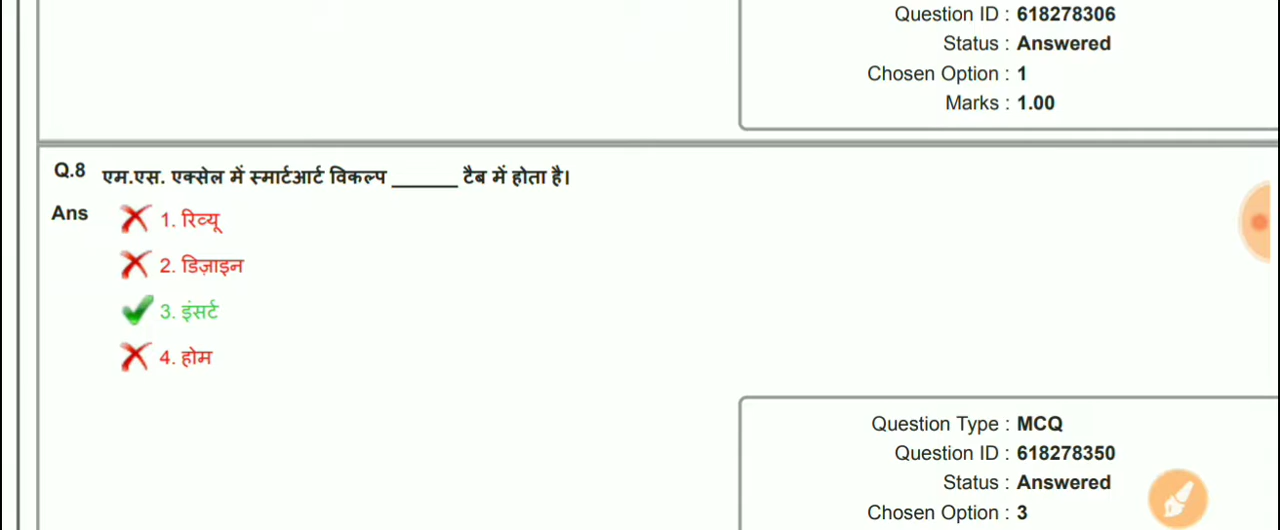 Question ID : 618278306
Status : Answered
Chosen Option : 1
Marks : 1.00
Q.8 एम.एस. एक्सेल में स्मार्टआर्ट विकल्प ______ टैब में होता है।
Ans 1. रिव्यू
2. डिज़ाइन
3. इंसर्ट
4. होम
Question Type : MCQ
Question ID : 618278350
Status : Answered
Chosen Option : 3